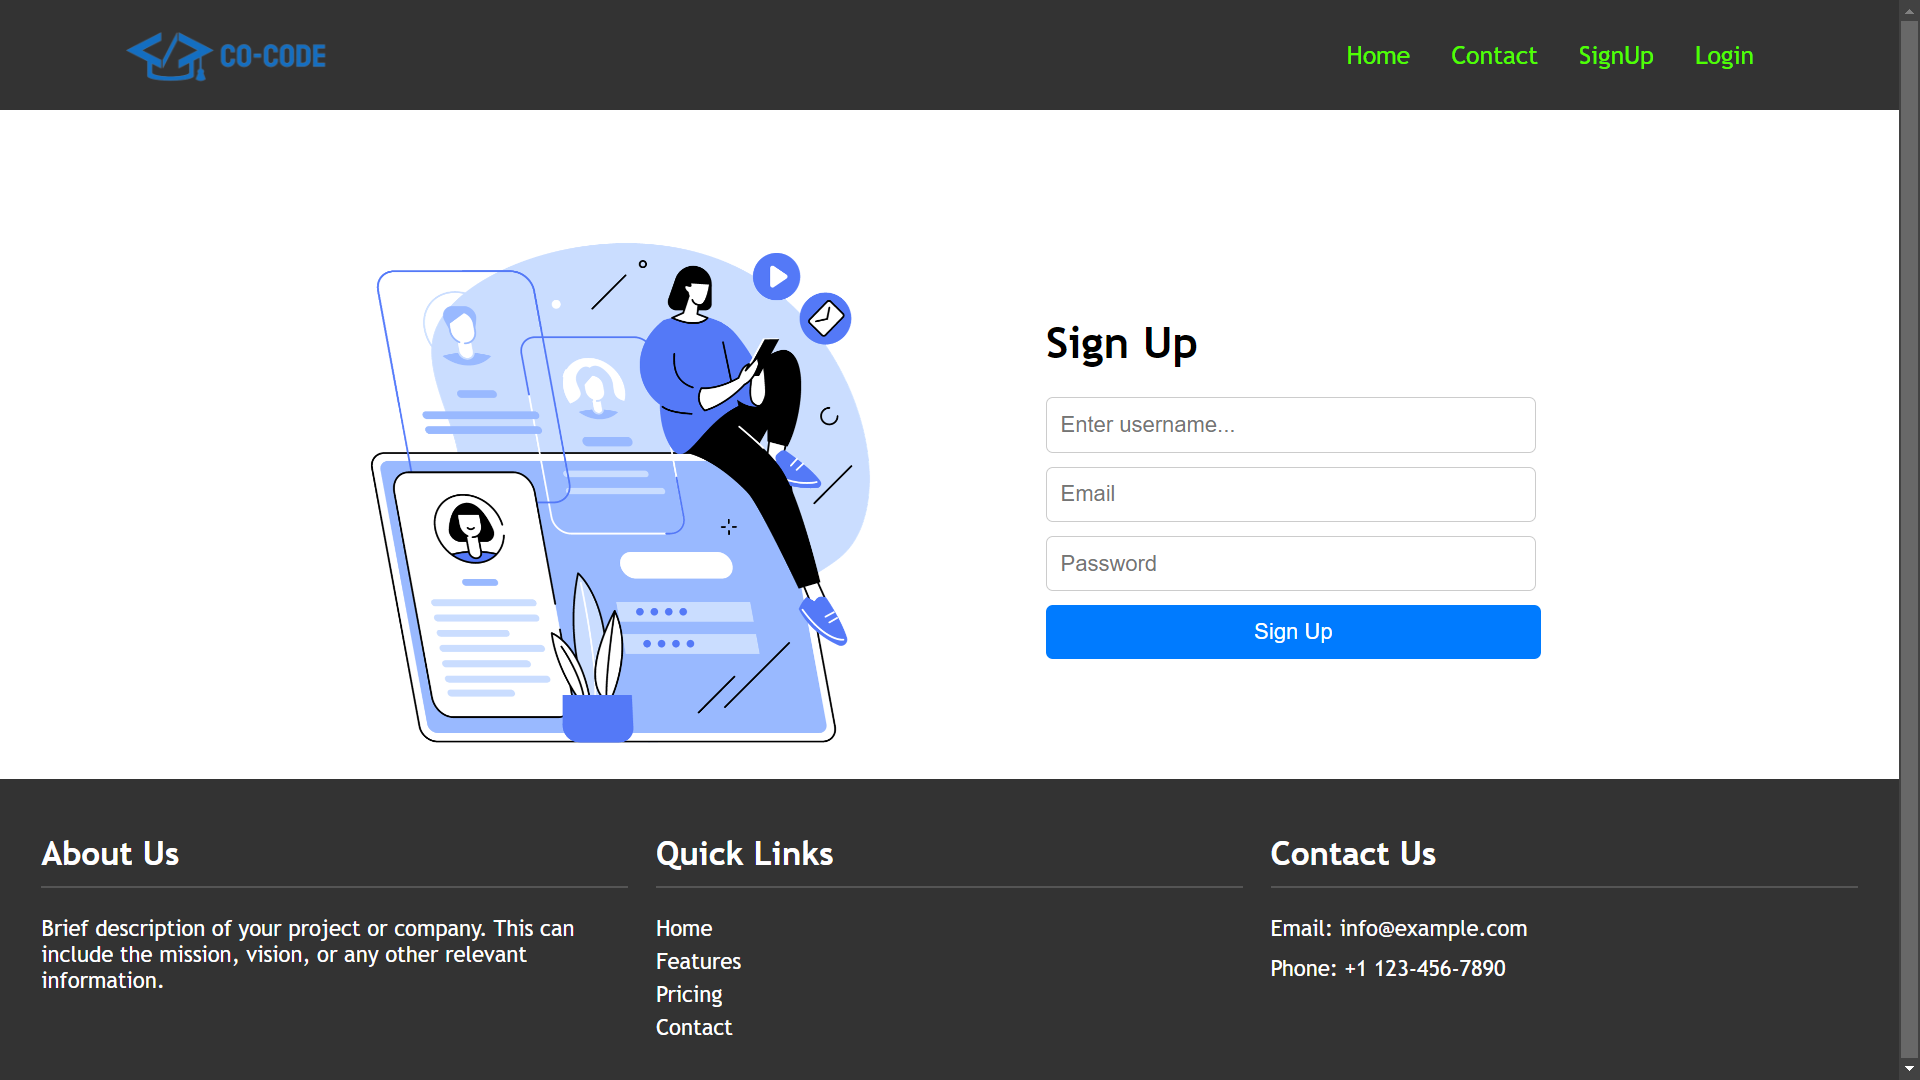 CO-CODE
Home Contact SignUp Login
Sign Up
Enter username...
Email
Password
Sign Up
About Us
Brief description of your project or company. This can
include the mission, vision, or any other relevant
information.
Quick Links
Home
Features
Pricing
Contact
Contact Us
Email: info@example.com
Phone: +1 123-456-7890